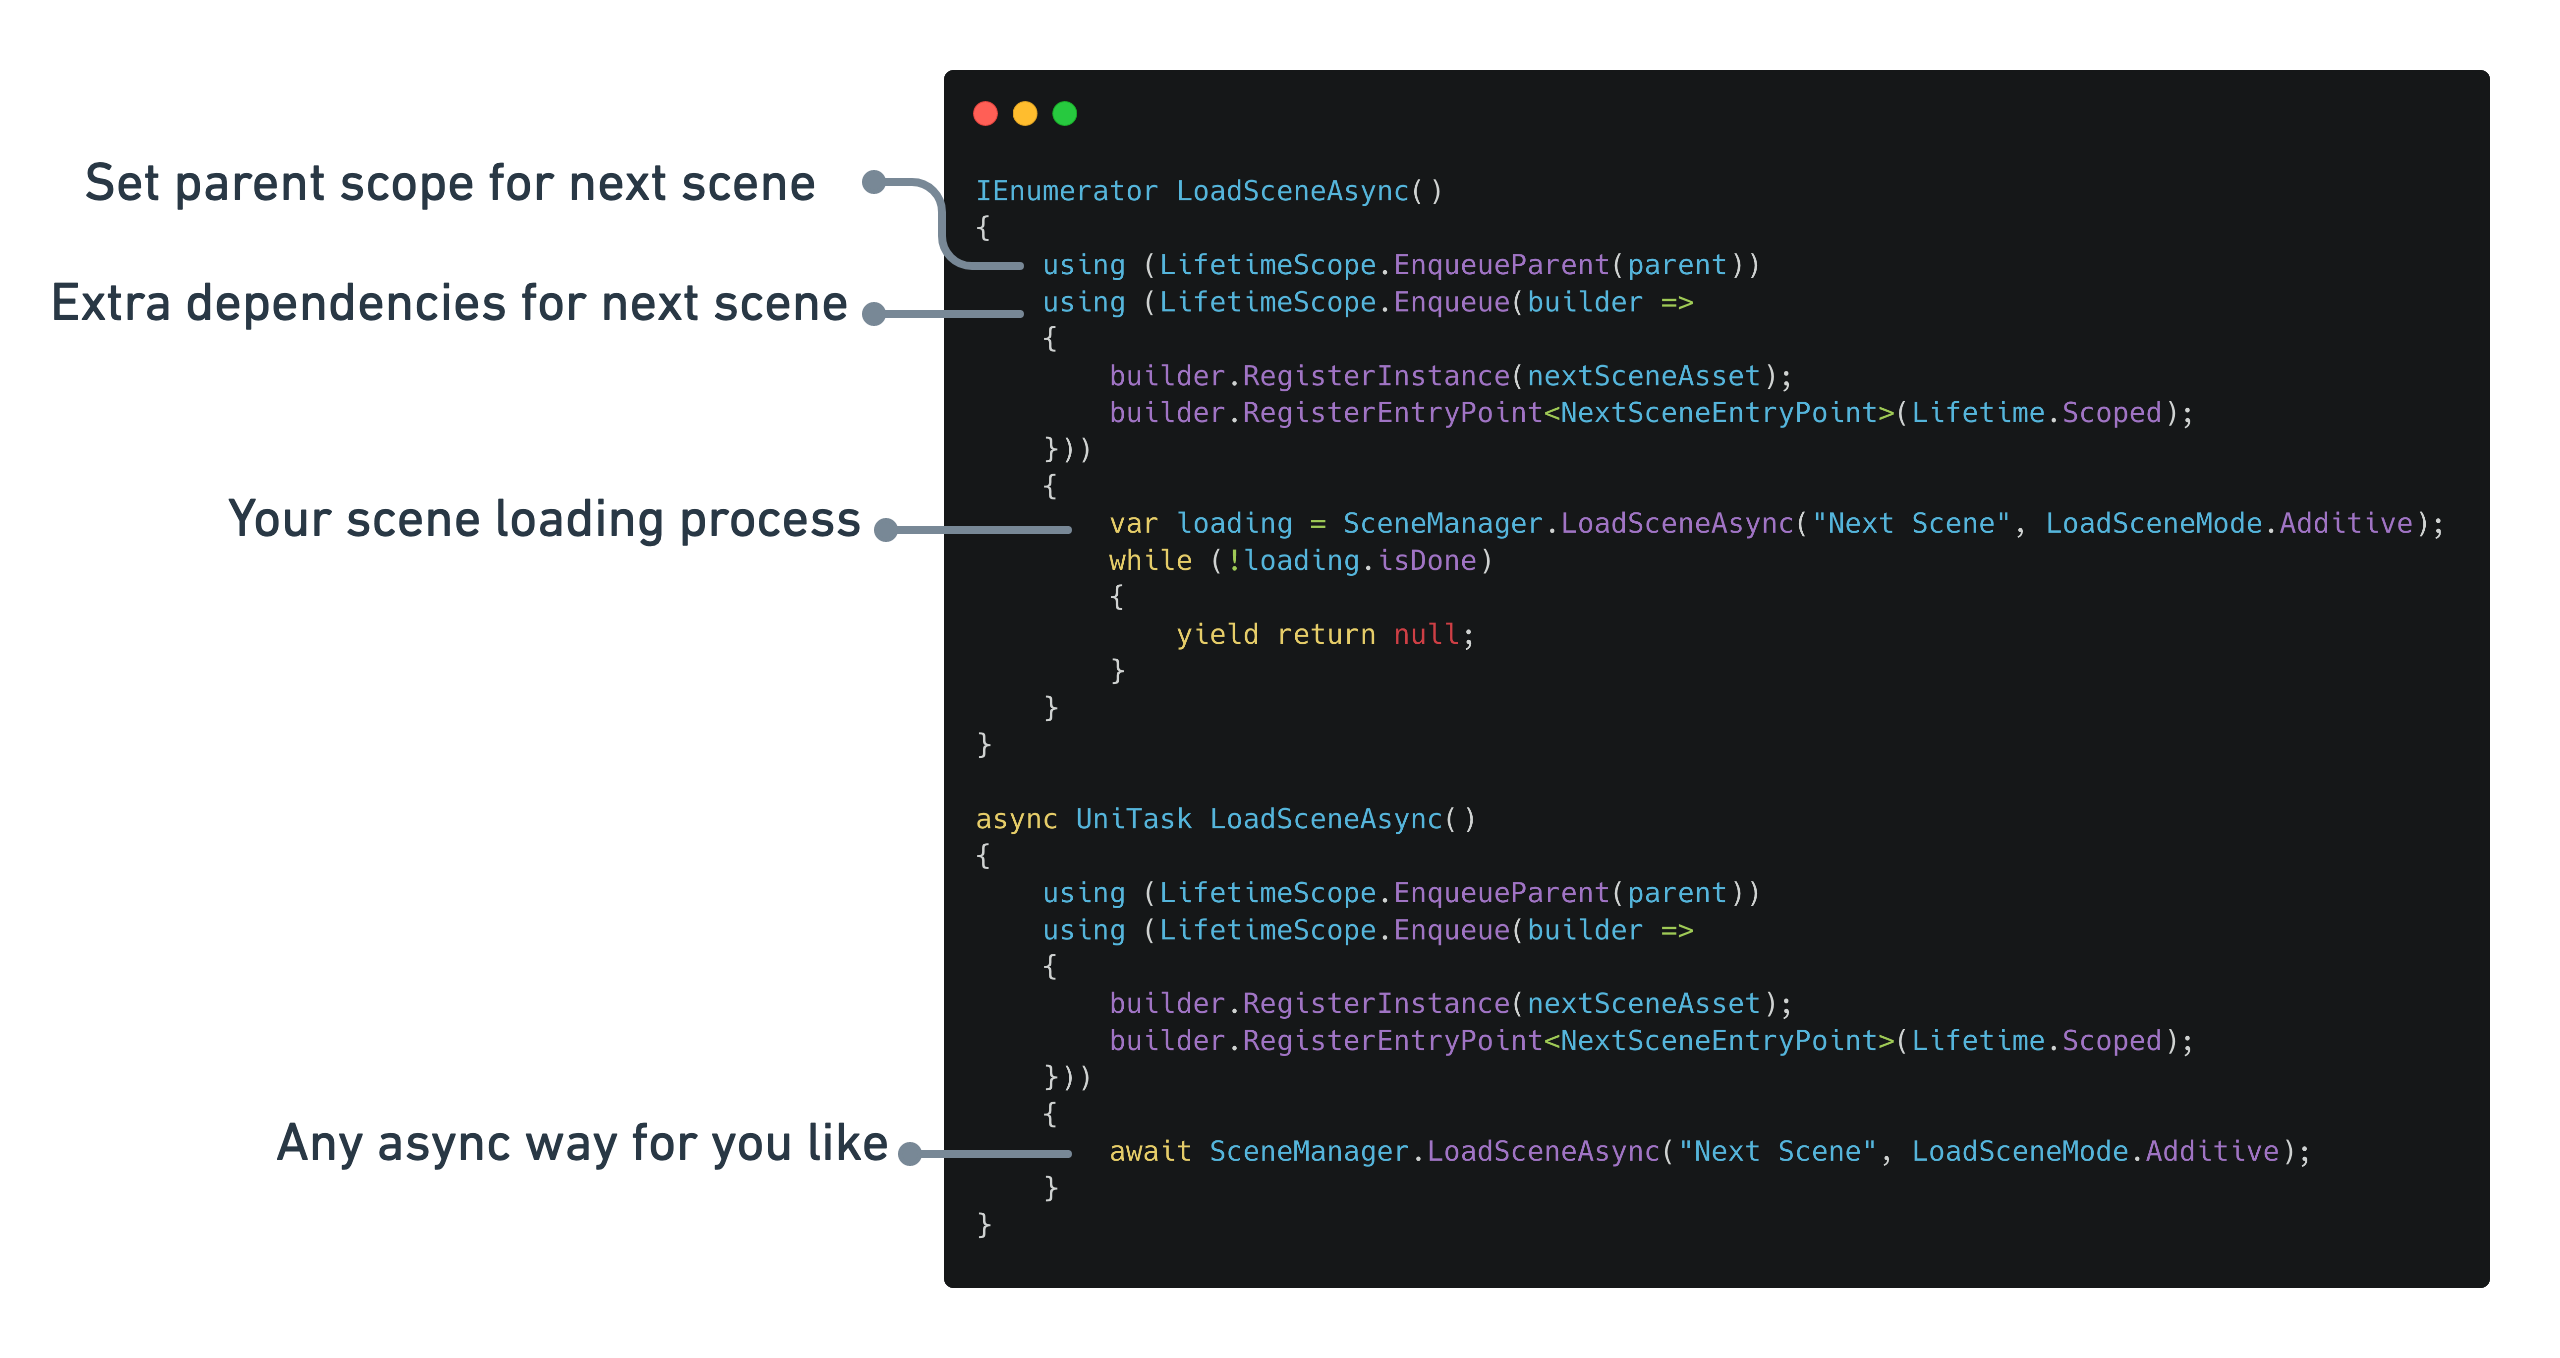 Set parent scope for next scene
Extra dependencies for next scene
Your scene loading process
Any async way for you like
IEnumerator LoadSceneAsync()
{
    using (LifetimeScope.EnqueueParent(parent))
    using (LifetimeScope.Enqueue(builder =>
    {
        builder.RegisterInstance(nextSceneAsset);
        builder.RegisterEntryPoint<NextSceneEntryPoint>(Lifetime.Scoped);
    }))
    {
        var loading = SceneManager.LoadSceneAsync("Next Scene", LoadSceneMode.Additive);
        while (!loading.isDone)
        {
            yield return null;
        }
    }
}

async UniTask LoadSceneAsync()
{
    using (LifetimeScope.EnqueueParent(parent))
    using (LifetimeScope.Enqueue(builder =>
    {
        builder.RegisterInstance(nextSceneAsset);
        builder.RegisterEntryPoint<NextSceneEntryPoint>(Lifetime.Scoped);
    }))
    {
        await SceneManager.LoadSceneAsync("Next Scene", LoadSceneMode.Additive);
    }
}